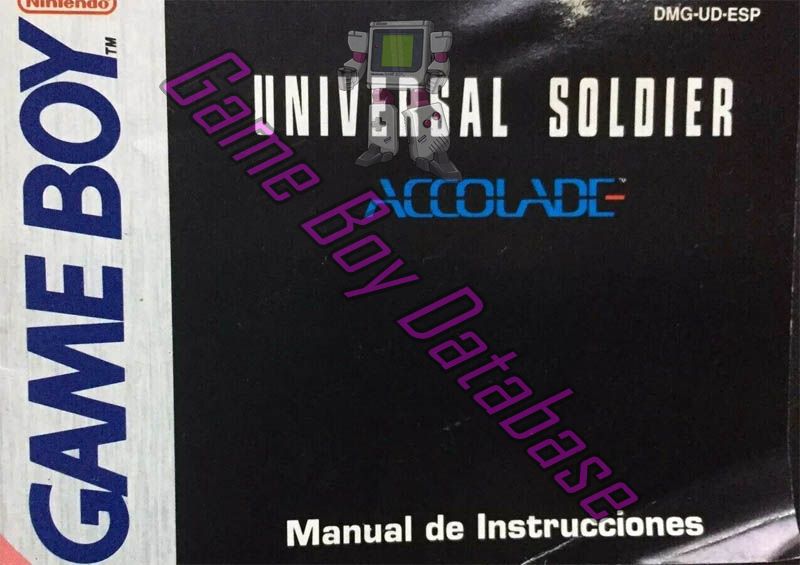 Nintendo
GAME BOY™
DMG-UD-ESP
UNIVERSAL SOLDIER
ACCOLADE™
Game Boy Database
Manual de Instrucciones